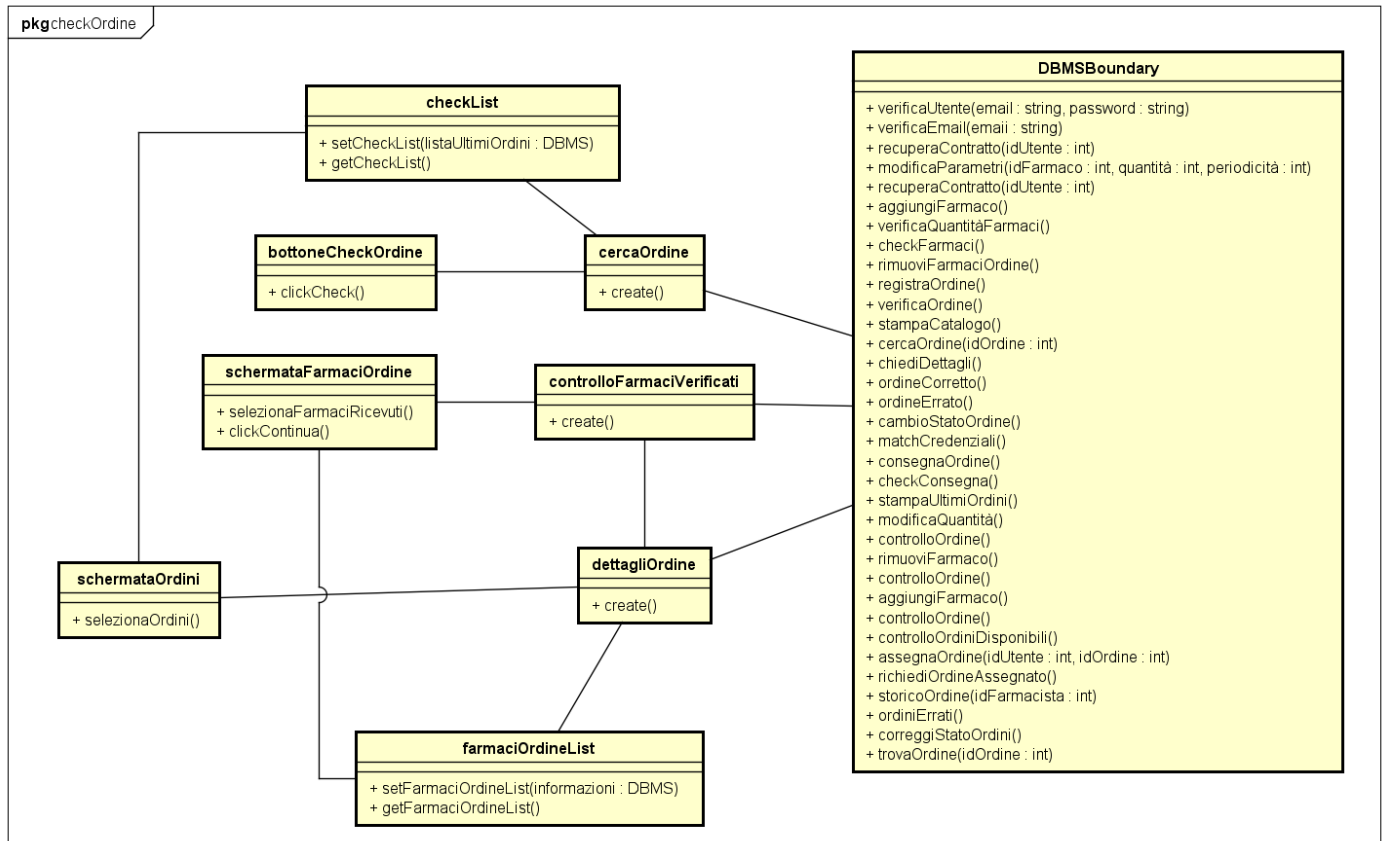 pkg checkOrdine
checkList
+ setCheckList(listaUltimiOrdini : DBMS)
+ getCheckList()
bottoneCheckOrdine
+ clickCheck()
cercaOrdine
+ create()
schermataFarmaciOrdine
+ selezionaFarmaciRicevuti()
+ clickContinua()
controlloFarmaciVerificati
+ create()
schermataOrdini
+ selezionaOrdini()
dettagliOrdine
+ create()
farmaciOrdineList
+ setFarmaciOrdineList(informazioni : DBMS)
+ getFarmaciOrdineList()
DBMSBoundary
+ verificaUtente(email : string, password : string)
+ verificaEmail(emaii : string)
+ recuperaContratto(idUtente : int)
+ modificaParametri(idFarmaco : int, quantità : int, periodicità : int)
+ recuperaContratto(idUtente : int)
+ aggiungiFarmaco()
+ verificaQuantitàFarmaci()
+ checkFarmaci()
+ rimuoviFarmaciOrdine()
+ registraOrdine()
+ verificaOrdine()
+ stampaCatalogo()
+ cercaOrdine(idOrdine : int)
+ chiediDettagli()
+ ordineCorretto()
+ ordineErrato()
+ cambioStatoOrdine()
+ matchCredenziali()
+ consegnaOrdine()
+ checkConsegna()
+ stampaUltimiOrdini()
+ modificaQuantità()
+ controlloOrdine()
+ rimuoviFarmaco()
+ controlloOrdine()
+ aggiungiFarmaco()
+ controlloOrdine()
+ controlloOrdiniDisponibili()
+ assegnaOrdine(idUtente : int, idOrdine : int)
+ richiediOrdineAssegnato()
+ storicoOrdine(idFarmacista : int)
+ ordiniErrati()
+ correggiStatoOrdini()
+ trovaOrdine(idOrdine : int)